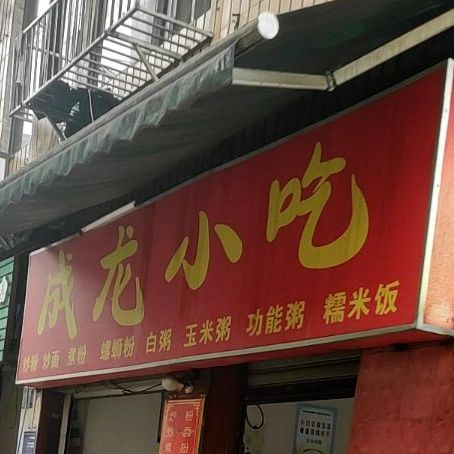 成龙小吃
炒粉 炒面 煮粉 螺蛳粉 白粥 玉米粥 功能粥 糯米饭